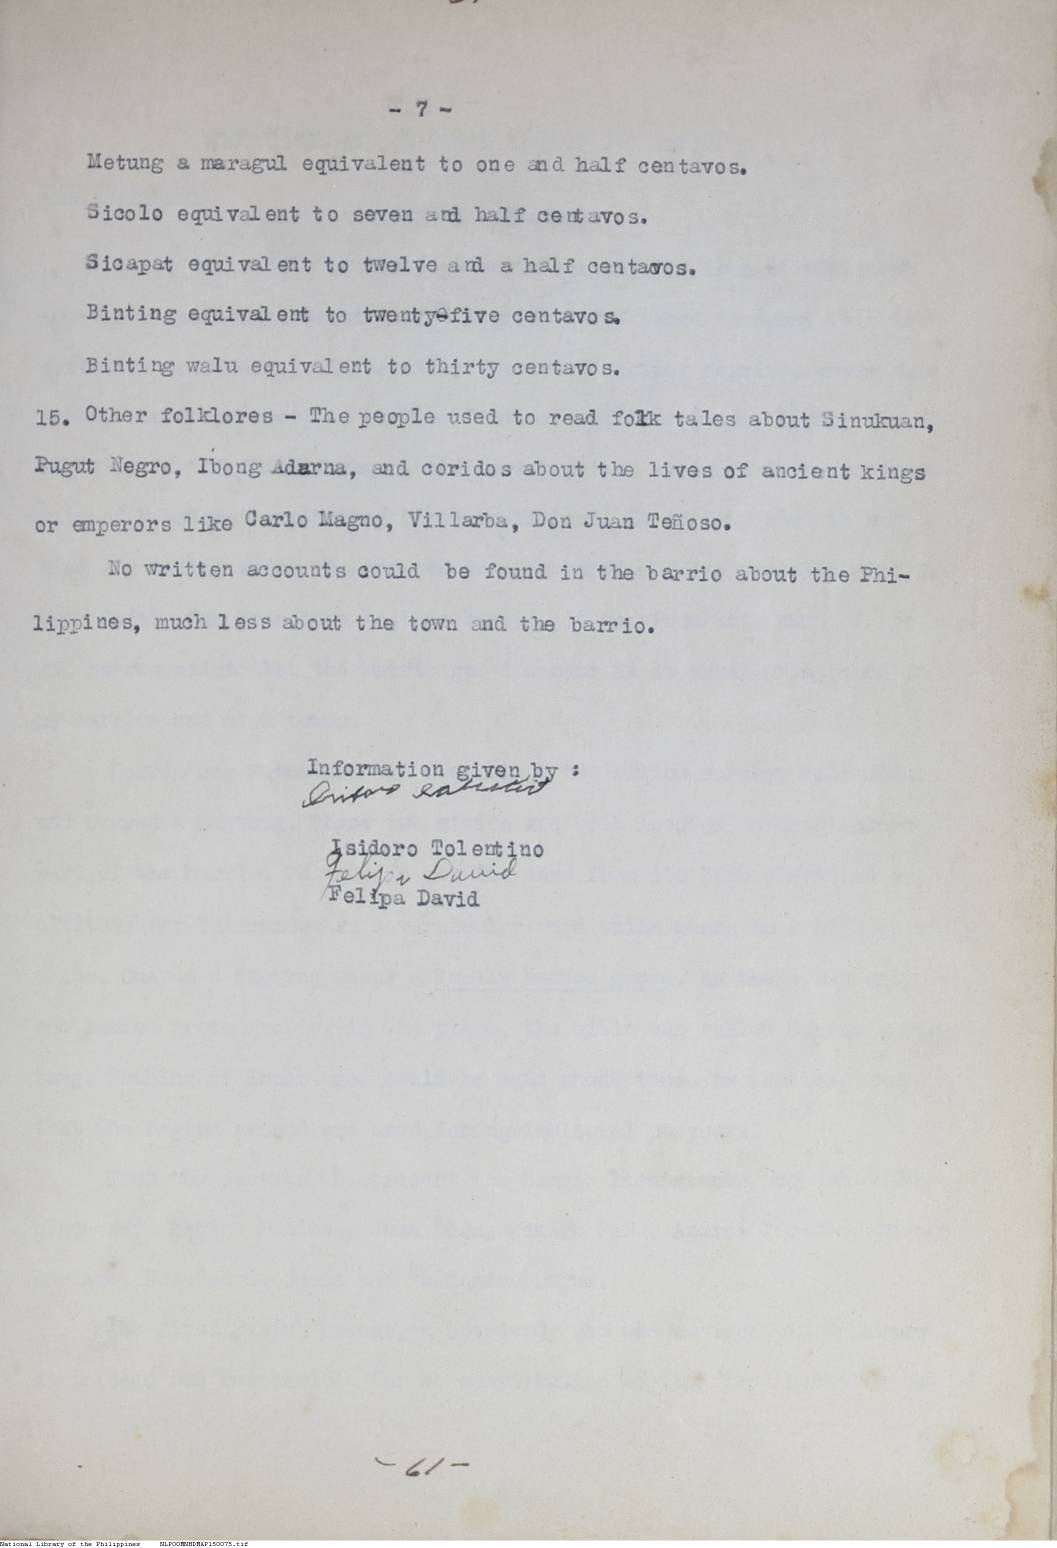 - 7 -
Metung a maragul equivalent to one and half centavos.
Sicolo equivalent to seven and half centavos.
Sicapat equivalent to twelve and a half centavos.
Binting equivalent to twenty-five centavos.
Binting walu equivalent to thirty centavos.
15. Other folklores - The people used to read folk tales about Sinukuan,
Pugut Negro, Ibong Adarna, and coridos about the lives of ancient kings
or emperors like Carlo Magno, Villarba, Don Juan Teñoso.
No written accounts could be found in the barrio about the Phi-
lippines, much less about the town and the barrio.
Information given by :
Isidoro Tolentino
Felipa David
Felipa David
- 61 -
National Library of the Philippines NLPOOMNHDMAP150075.tif